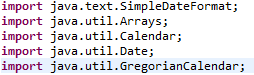 import java.text.SimpleDateFormat;
import java.util.Arrays;
import java.util.Calendar;
import java.util.Date;
import java.util.GregorianCalendar;